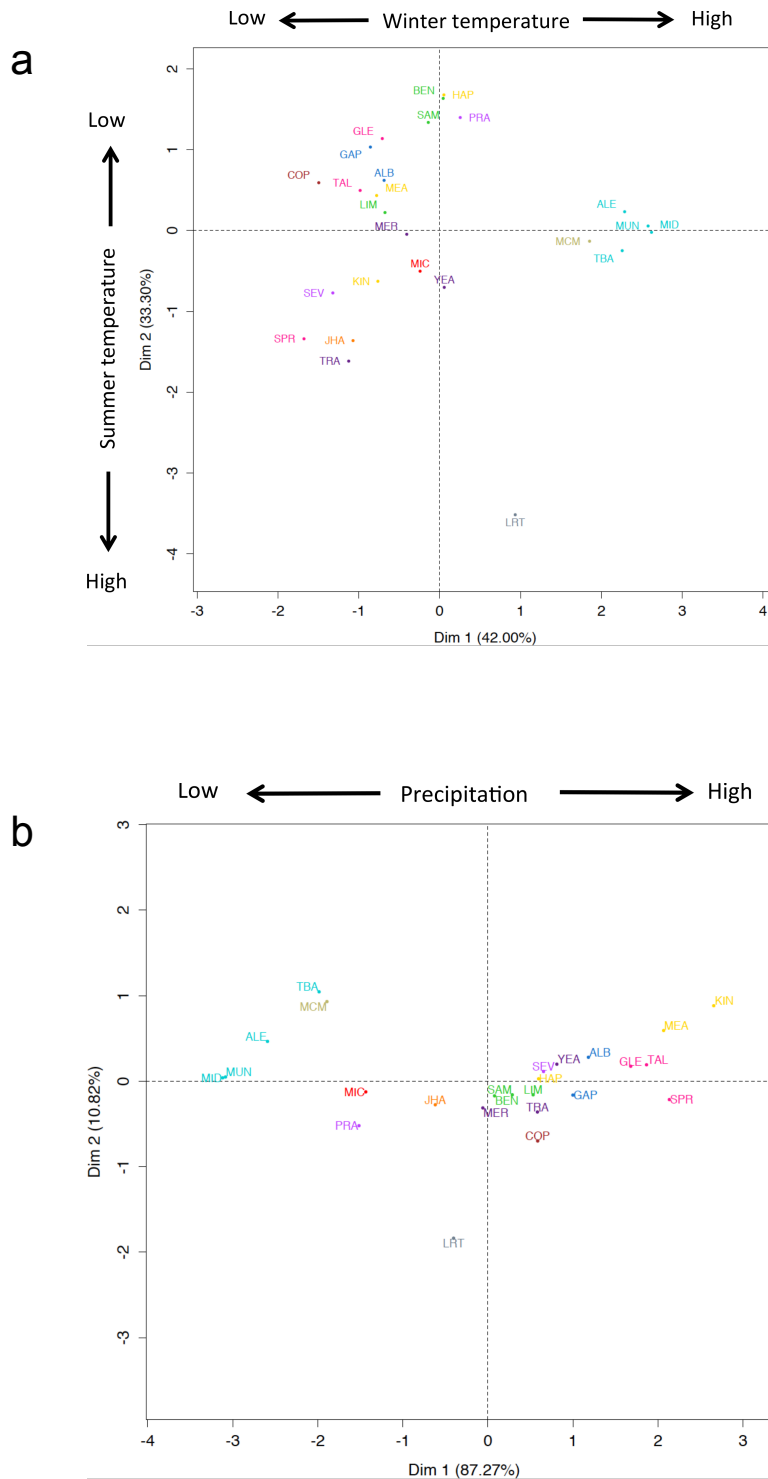 Low Winter temperature High
a
2
BEN HAP
PRA
SAM
Low
GLE
1
GAP
COP
TAL
ALB
MEA
LIM
ALE
0
MER
MUN MID
MCM
TBA
MIC
KIN
YEA
SEV
-1
SPR JHA
TRA
-2
-3
LRT
-4
Summer temperature
Dim 2 (33.30%)
High
-3 -2 -1 0 1 2 3 4
Dim 1 (42.00%)
Low Precipitation High
b
3
2
1
TBA
MCM
KIN
MEA
ALE
YEA ALB
SEV
GLE TAL
MID MUN
HAP
0
MIC
SAM LIM
JHA
BEN
GAP
SPR
MER TRA
PRA
COP
-1
LRT
-2
-3
Dim 2 (10.82%)
-4 -3 -2 -1 0 1 2 3
Dim 1 (87.27%)